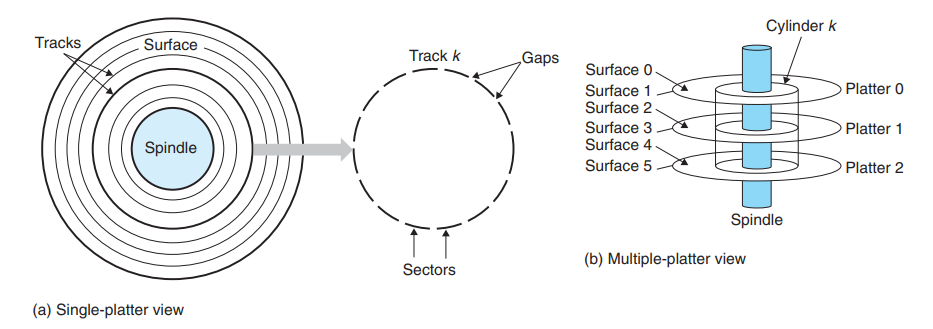 Tracks
Surface
Spindle
Track k
Gaps
Sectors
(a) Single-platter view
Cylinder k
Surface 0
Surface 1
Surface 2
Surface 3
Surface 4
Surface 5
Platter 0
Platter 1
Platter 2
Spindle
(b) Multiple-platter view